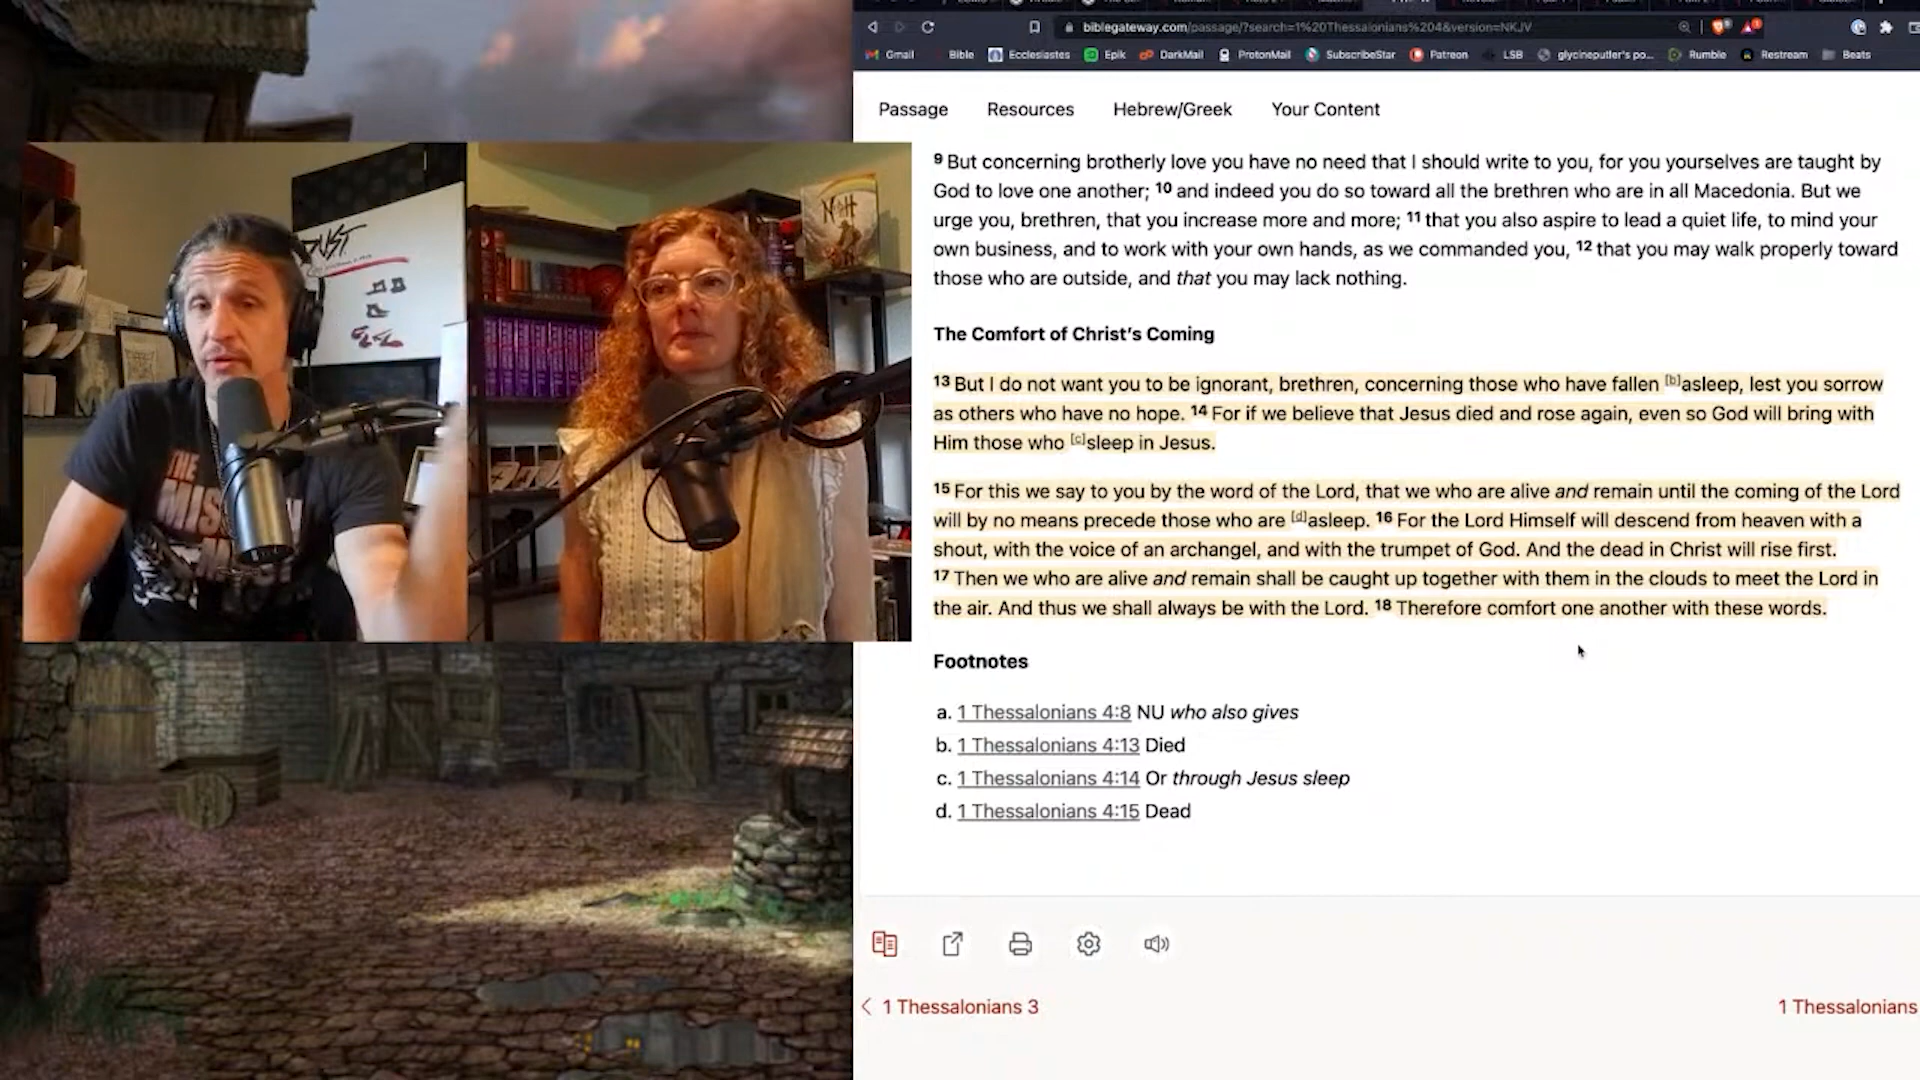 biblegateway.com/passage/?search=1%20Thessalonians%204&version=NKJV
Gmail Bible Ecclesiastes Epik DarkMail ProtonMail SubscribeStar Patreon LSB glycineputler's po... Rumble Restream Beats
Passage Resources Hebrew/Greek Your Content
9 But concerning brotherly love you have no need that I should write to you, for you yourselves are taught by
God to love one another; 10 and indeed you do so toward all the brethren who are in all Macedonia. But we
urge you, brethren, that you increase more and more; 11 that you also aspire to lead a quiet life, to mind your
own business, and to work with your own hands, as we commanded you, 12 that you may walk properly toward
those who are outside, and that you may lack nothing.
The Comfort of Christ's Coming
13 But I do not want you to be ignorant, brethren, concerning those who have fallen [b]asleep, lest you sorrow
as others who have no hope. 14 For if we believe that Jesus died and rose again, even so God will bring with
Him those who [c]sleep in Jesus.
15 For this we say to you by the word of the Lord, that we who are alive and remain until the coming of the Lord
will by no means precede those who are [d]asleep. 16 For the Lord Himself will descend from heaven with a
shout, with the voice of an archangel, and with the trumpet of God. And the dead in Christ will rise first.
17 Then we who are alive and remain shall be caught up together with them in the clouds to meet the Lord in
the air. And thus we shall always be with the Lord. 18 Therefore comfort one another with these words.
Footnotes
a. 1 Thessalonians 4:8 NU who also gives
b. 1 Thessalonians 4:13 Died
c. 1 Thessalonians 4:14 Or through Jesus sleep
d. 1 Thessalonians 4:15 Dead
1 Thessalonians 3
1 Thessalonians
DUST
THE
NOAH